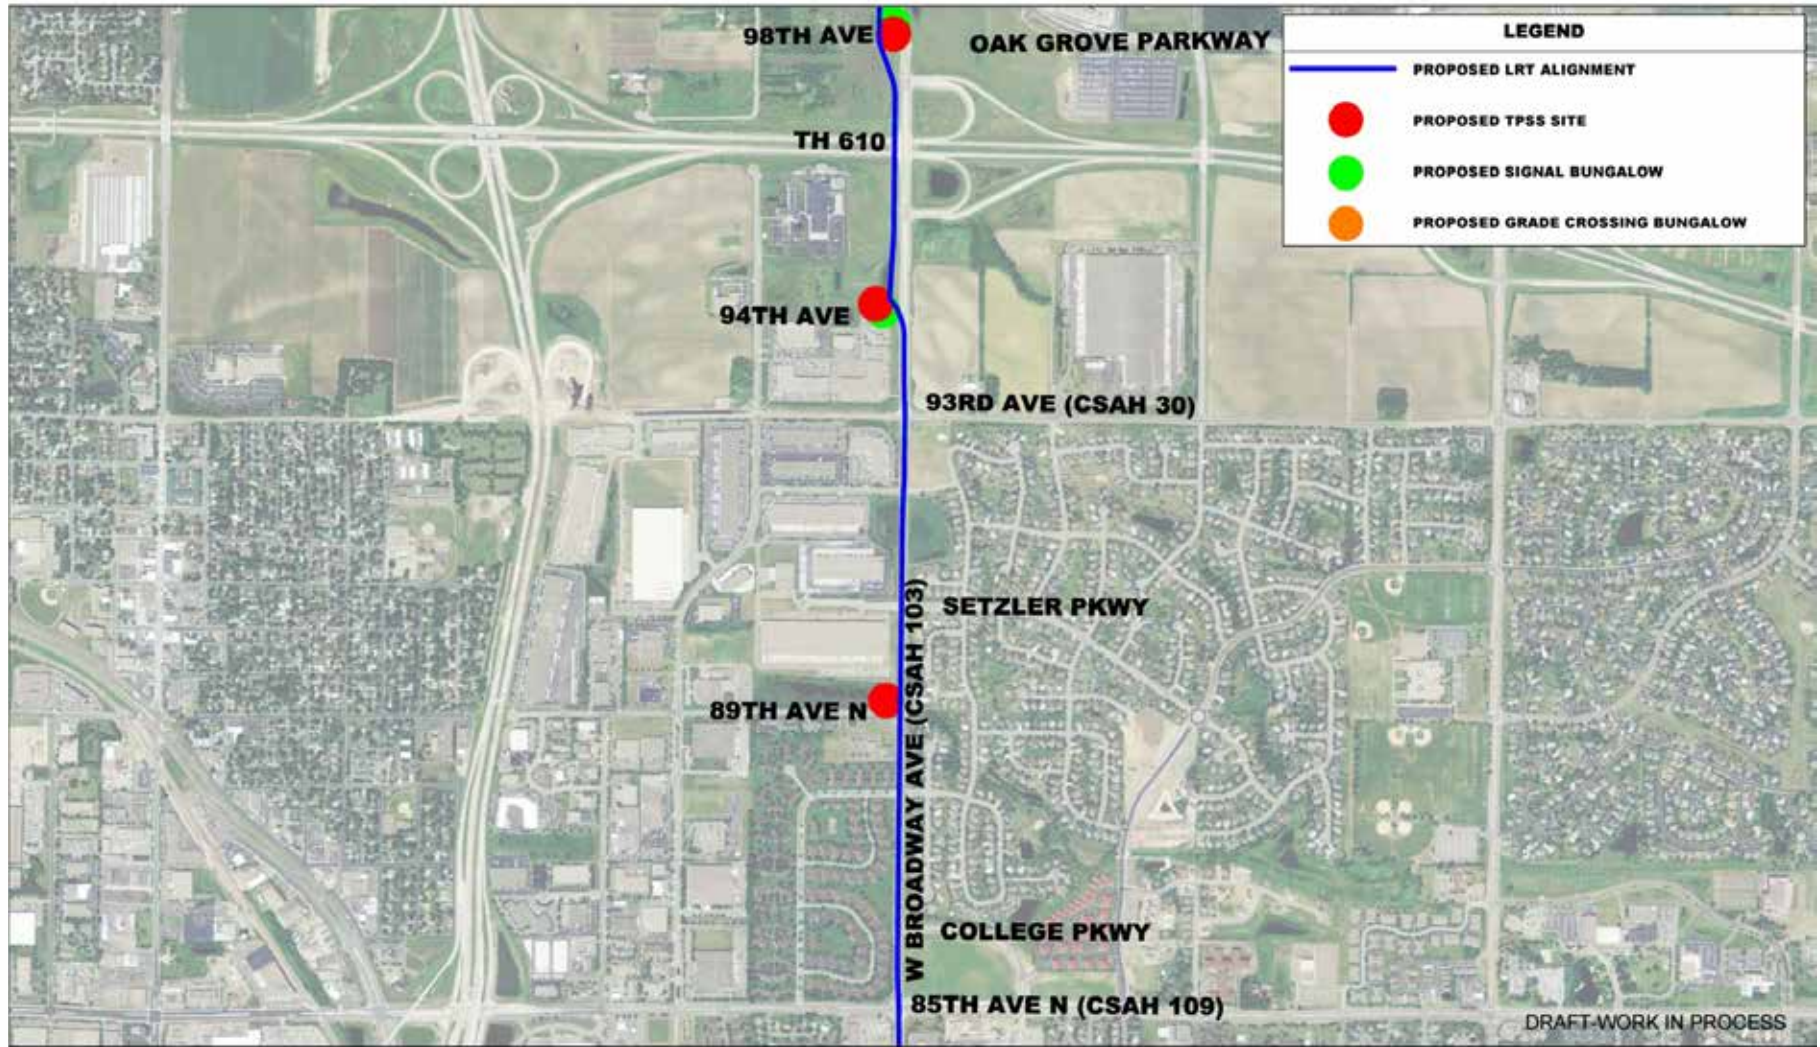 98TH AVE
OAK GROVE PARKWAY
LEGEND
PROPOSED LRT ALIGNMENT
PROPOSED TPSS SITE
PROPOSED SIGNAL BUNGALOW
PROPOSED GRADE CROSSING BUNGALOW
TH 610
94TH AVE
93RD AVE (CSAH 30)
SETZLER PKWY
W BROADWAY AVE (CSAH 103)
89TH AVE N
COLLEGE PKWY
85TH AVE N (CSAH 109)
DRAFT-WORK IN PROCESS